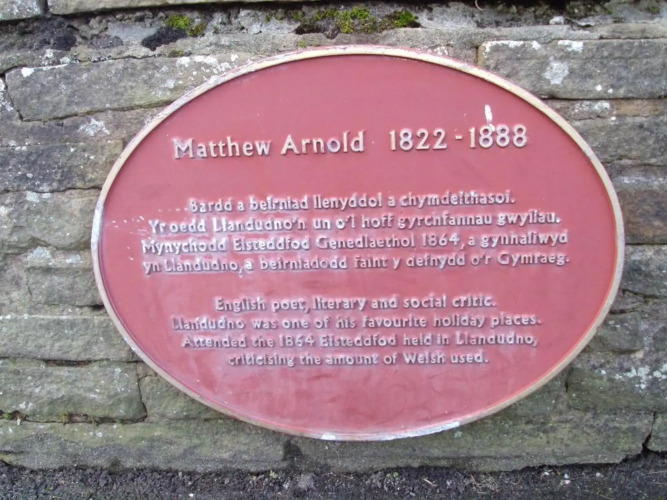 Matthew Arnold 1822 - 1888
Bardd a beirniad llenyddol a chymdeithasol.
Yr oedd Llandudno'n un o'i hoff gyrchfannau gwyliau.
Mynychodd Eisteddfod Genedlaethol 1864, a gynhaliwyd
yn Llandudno, a beirniadodd faint y defnydd o'r Gymraeg.
English poet, literary and social critic.
Llandudno was one of his favourite holiday places.
Attended the 1864 Eisteddfod held in Llandudno,
criticising the amount of Welsh used.